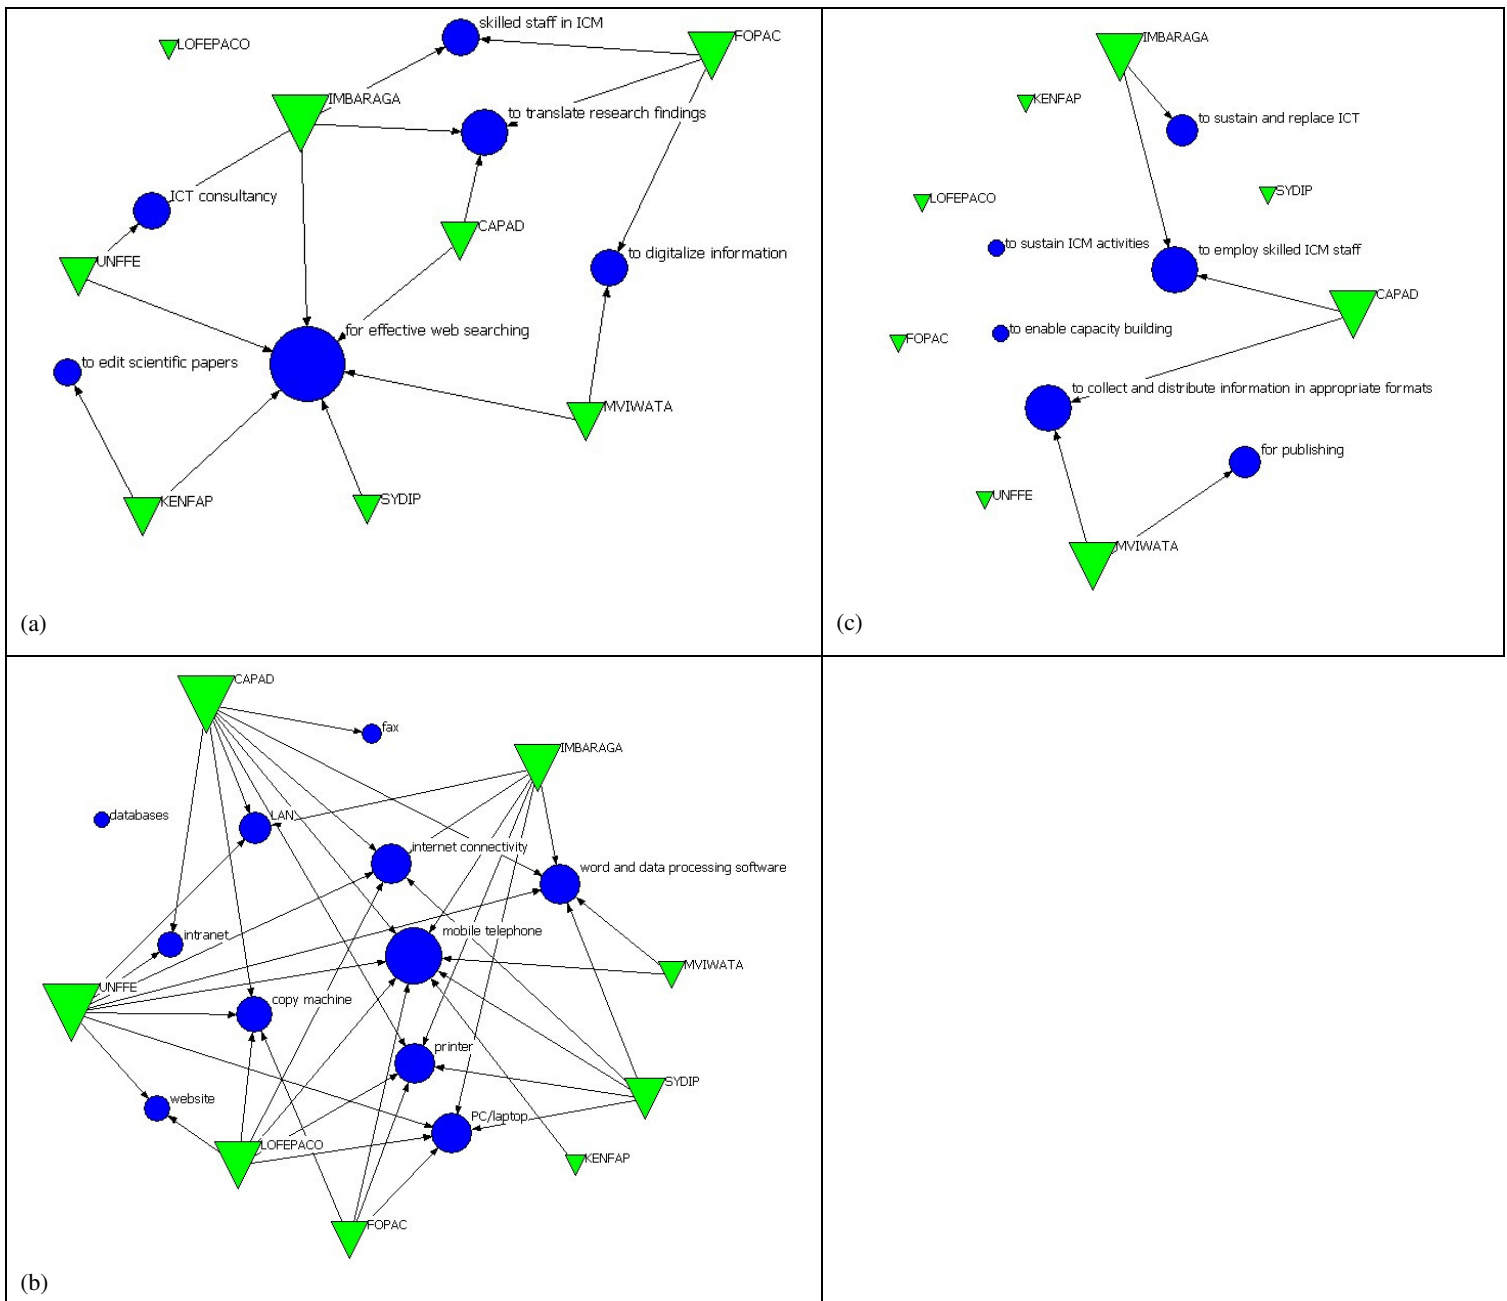 skilled staff in ICM
FOPAC
LOFEPACO
IMBARAGA
to translate research findings
ICT consultancy
CAPAD
to digitalize information
UNFFE
for effective web searching
to edit scientific papers
MVIWATA
KENFAP
SYDIP
(a)
IMBARAGA
KENFAP
to sustain and replace ICT
SYDIP
LOFEPACO
to sustain ICM activities
to employ skilled ICM staff
CAPAD
to enable capacity building
FOPAC
to collect and distribute information in appropriate formats
for publishing
UNFFE
MVIWATA
(c)
CAPAD
fax
IMBARAGA
databases
LAN
internet connectivity
word and data processing software
intranet
mobile telephone
MVIWATA
UNFFE
copy machine
printer
SYDIP
website
PC/laptop
LOFEPACO
KENFAP
FOPAC
(b)